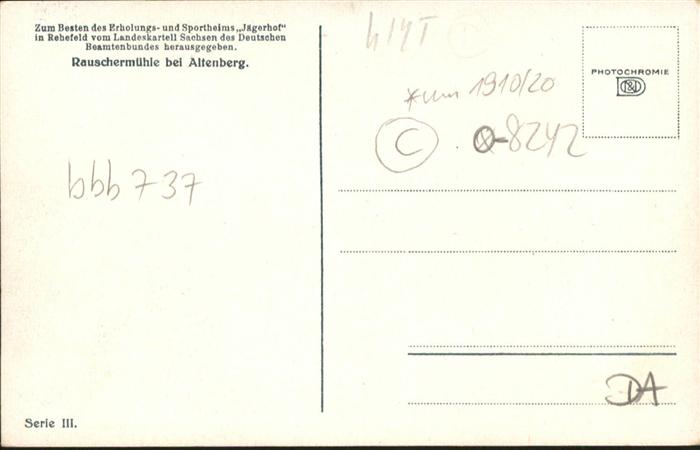 Zum Besten des Erholungs- und Sportheims „Jägerhof"
in Rehefeld vom Landeskartell Sachsen des Deutschen
Beamtenbundes herausgegeben.
Rauschermühle bei Altenberg.
*um 1910/20
PHOTOCHROMIE
C
0-8242
bbb737
DA
Serie III.